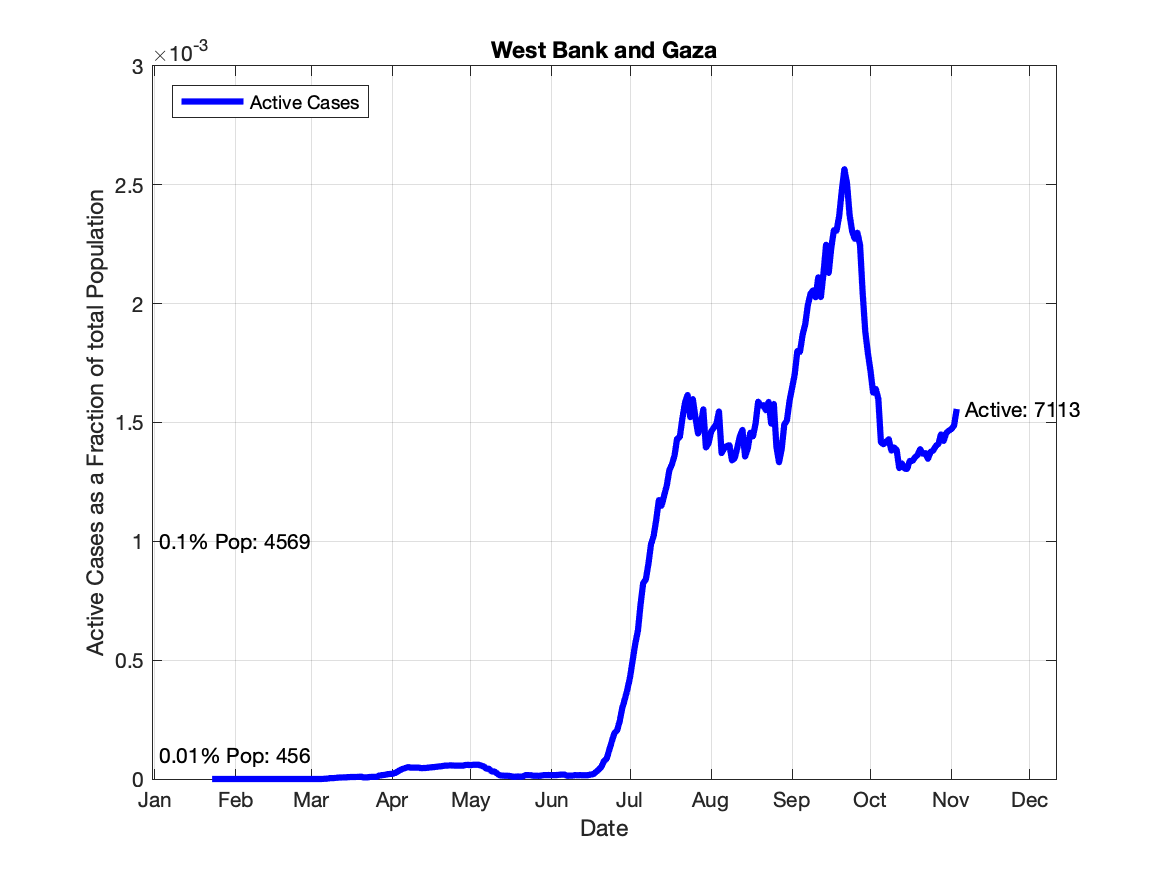 West Bank and Gaza
×10-3
Active Cases
3
2.5
2
1.5
1
0.5
0
Active Cases as a Fraction of total Population
Active: 7113
0.1% Pop: 4569
0.01% Pop: 456
Jan Feb Mar Apr May Jun Jul Aug Sep Oct Nov Dec
Date